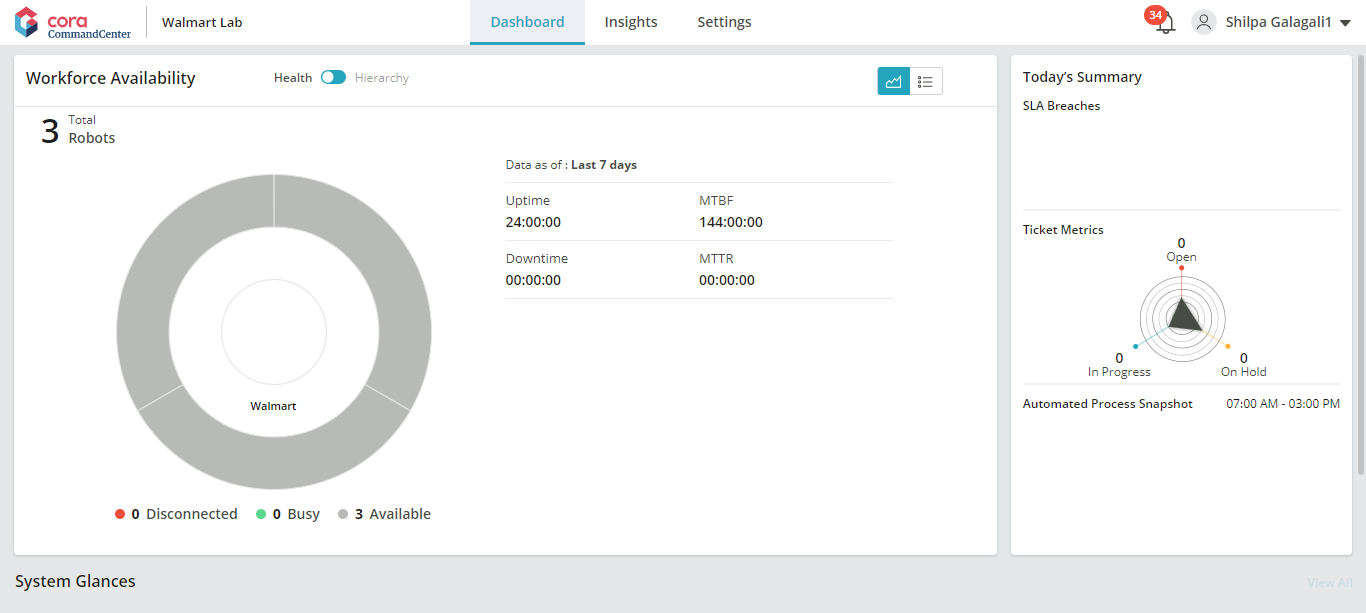 cora
CommandCenter
Walmart Lab
Dashboard
Insights
Settings
34
Shilpa Galagali1
Workforce Availability
Health
Hierarchy
3 Total
Robots
Data as of : Last 7 days
Uptime
24:00:00
MTBF
144:00:00
Downtime
00:00:00
MTTR
00:00:00
Walmart
0 Disconnected
0 Busy
3 Available
Today's Summary
SLA Breaches
Ticket Metrics
0
Open
0
In Progress
0
On Hold
Automated Process Snapshot
07:00 AM - 03:00 PM
System Glances
View All